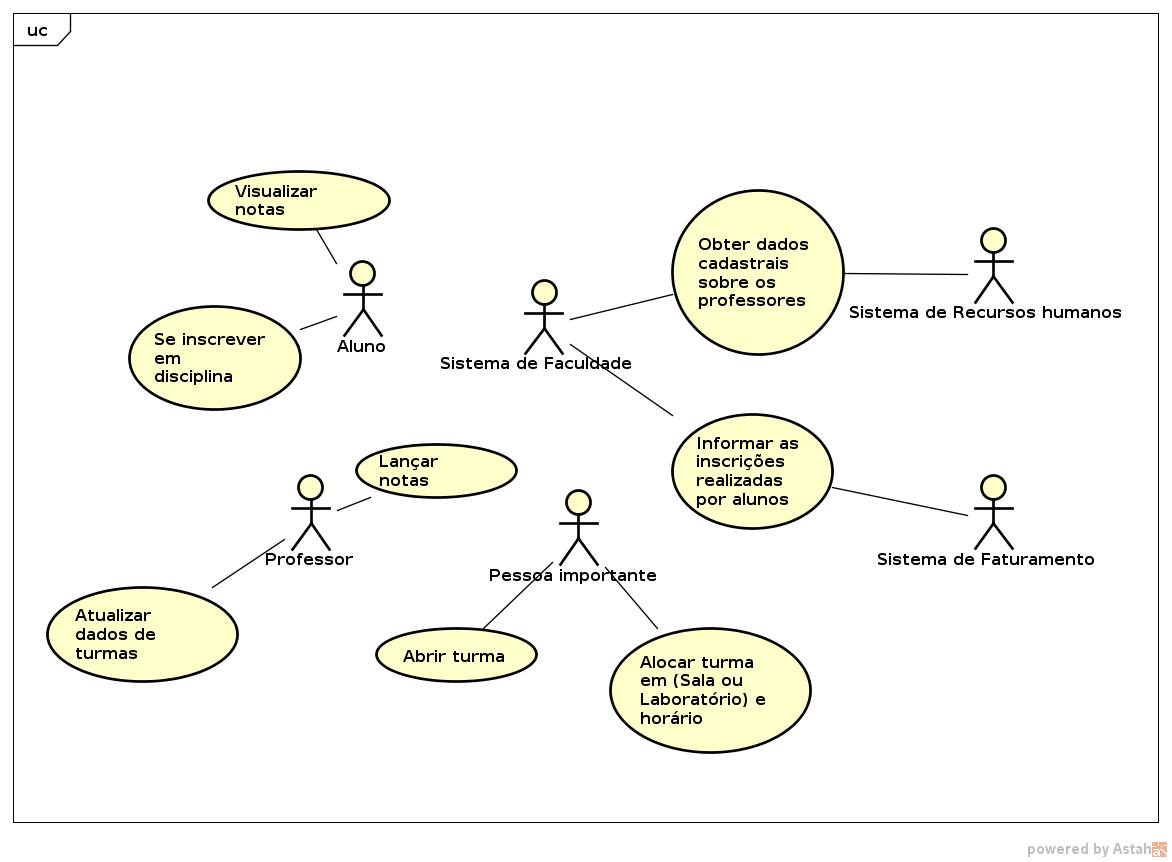 uc
Visualizar
notas
Se inscrever
em
disciplina
Aluno
Sistema de Faculdade
Obter dados
cadastrais
sobre os
professores
Sistema de Recursos humanos
Lançar
notas
Professor
Atualizar
dados de
turmas
Pessoa importante
Abrir turma
Alocar turma
em (Sala ou
Laboratório) e
horário
Informar as
inscrições
realizadas
por alunos
Sistema de Faturamento
powered by Astah